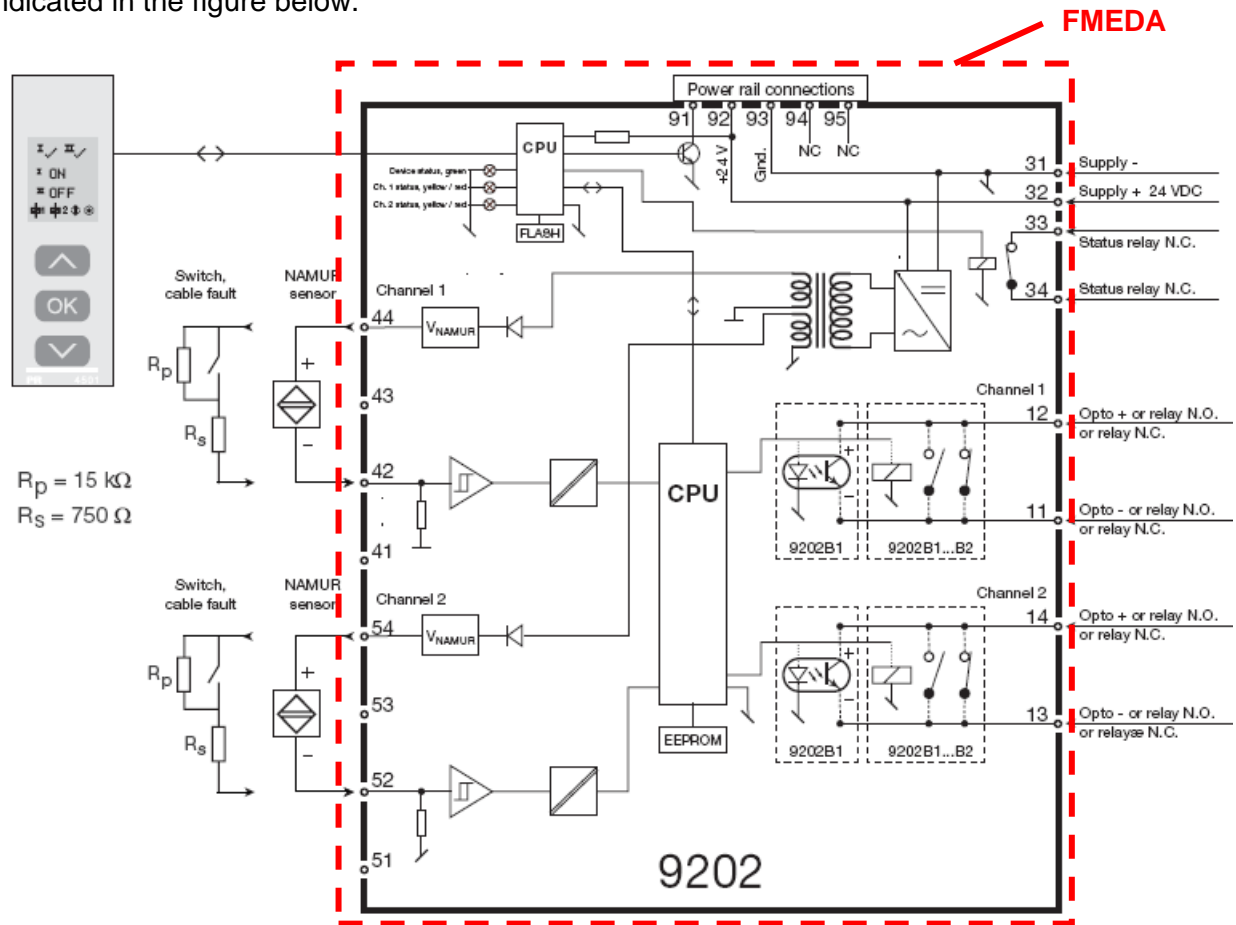 ndicated in the figure below.
FMEDA
Power rail connections
91 92 93 94 95
+24 V
Gnd.
NC NC
CPU
Device status, green
Ch. 1 status, yellow / red
Ch. 2 status, yellow / red
FLASH
I ON
II OFF
OK
PR 4501
31 Supply -
32 Supply + 24 VDC
33
Status relay N.C.
34 Status relay N.C.
Switch,
cable fault
NAMUR
sensor
Channel 1
44
VNAMUR
Rp
+
43
Rs
-
42
41
Rp = 15 kΩ
RS = 750 Ω
Channel 1
12 Opto + or relay N.O.
or relay N.C.
+
-
CPU
11 Opto - or relay N.O.
or relay N.C.
9202B1
9202B1...B2
Switch,
cable fault
NAMUR
sensor
Channel 2
54
VNAMUR
Rp
+
53
Rs
-
52
51
Channel 2
14 Opto + or relay N.O.
or relay N.C.
+
-
13 Opto - or relay N.O.
or relayæ N.C.
EEPROM
9202B1
9202B1...B2
9202